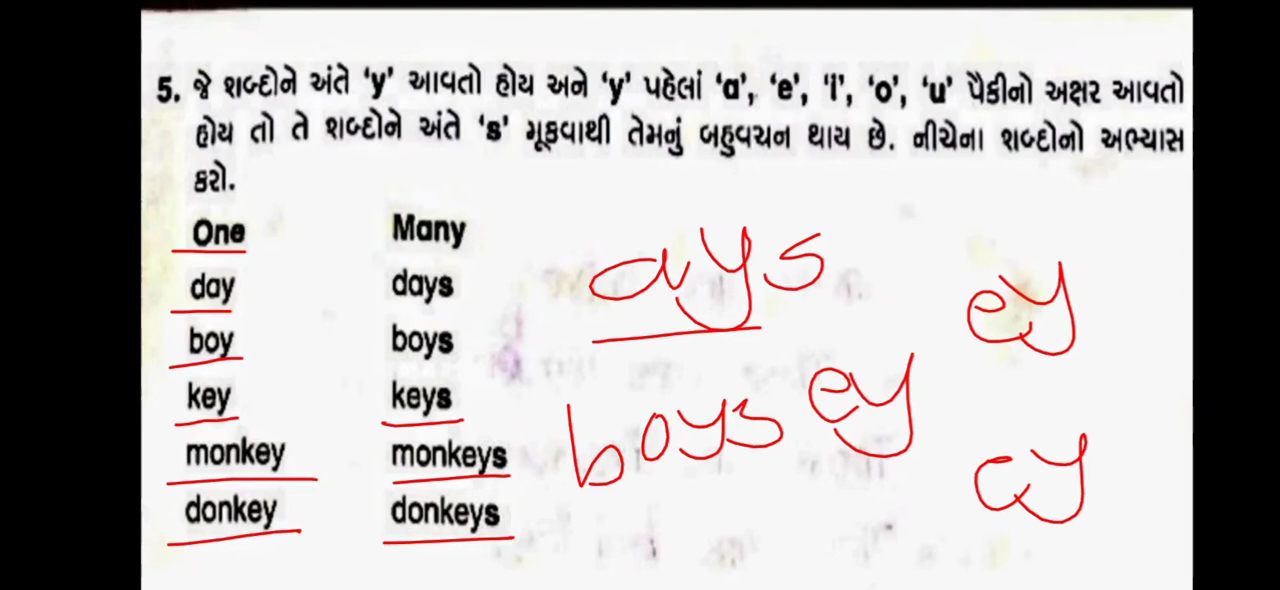 5. જે શબ્દોને અંતે ‘y’ આવતો હોય અને ‘y’ પહેલાં ‘a’, ‘e’, ‘i’, ‘o’, ‘u’ પૈકીનો અક્ષર આવતો
હોય તો તે શબ્દોને અંતે ‘s’ મૂકવાથી તેમનું બહુવચન થાય છે. નીચેના શબ્દોનો અભ્યાસ
કરો.
One Many
day days
boy boys
key keys
monkey monkeys
donkey donkeys
ays
ey
boys ey